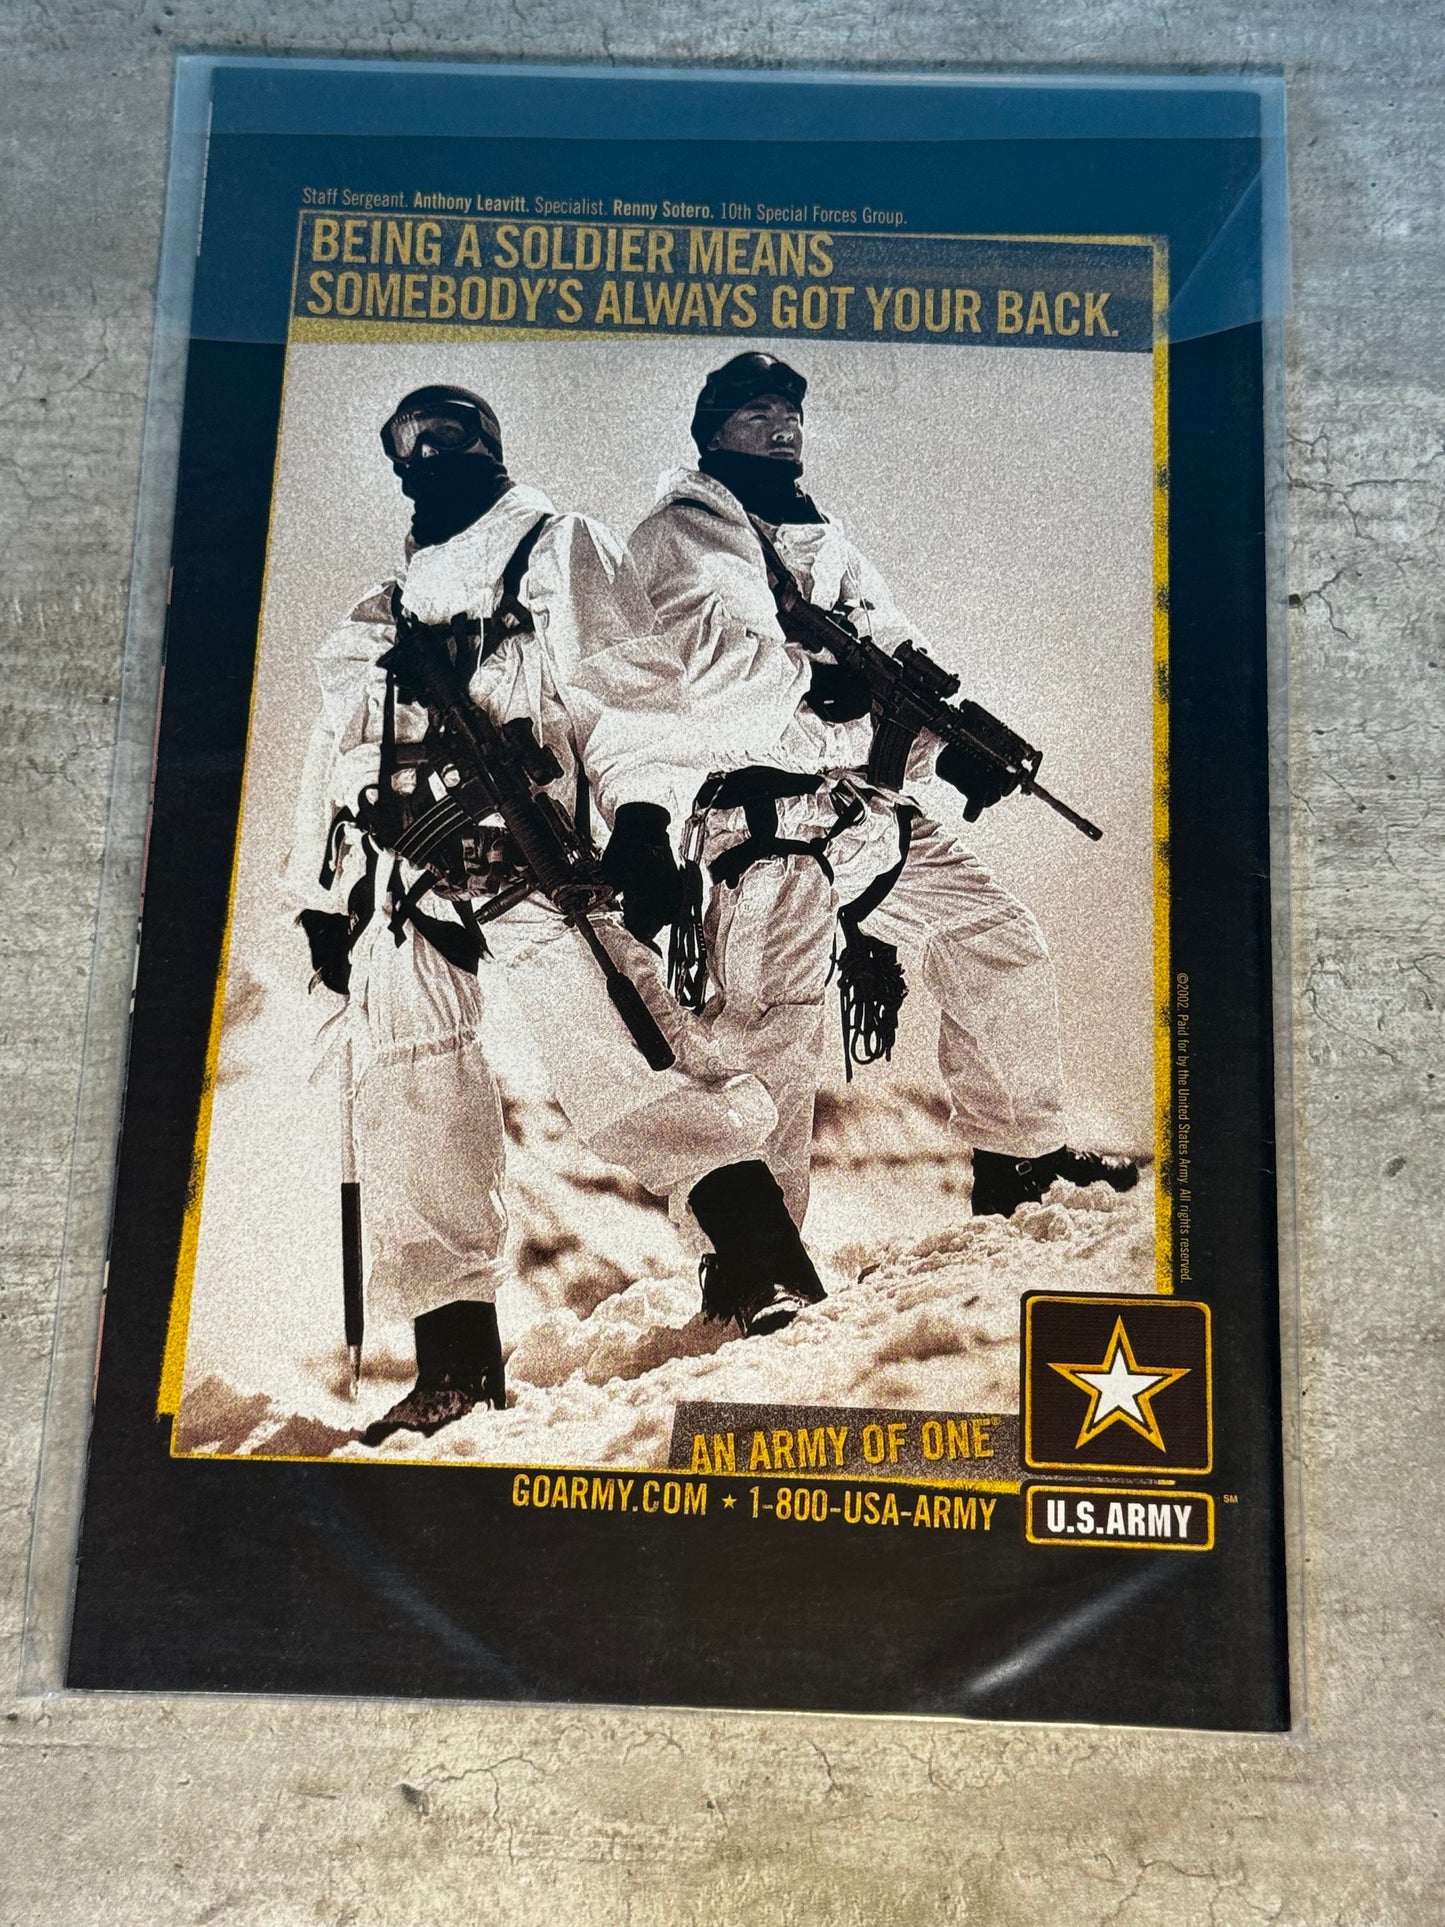 Staff Sergeant. Anthony Leavitt. Specialist. Renny Sotero. 10th Special Forces Group.
BEING A SOLDIER MEANS
SOMEBODY'S ALWAYS GOT YOUR BACK.
©2002. Paid for by the United States Army. All rights reserved.
AN ARMY OF ONE®
GOARMY.COM ★ 1-800-USA-ARMY
U.S.ARMY
SM